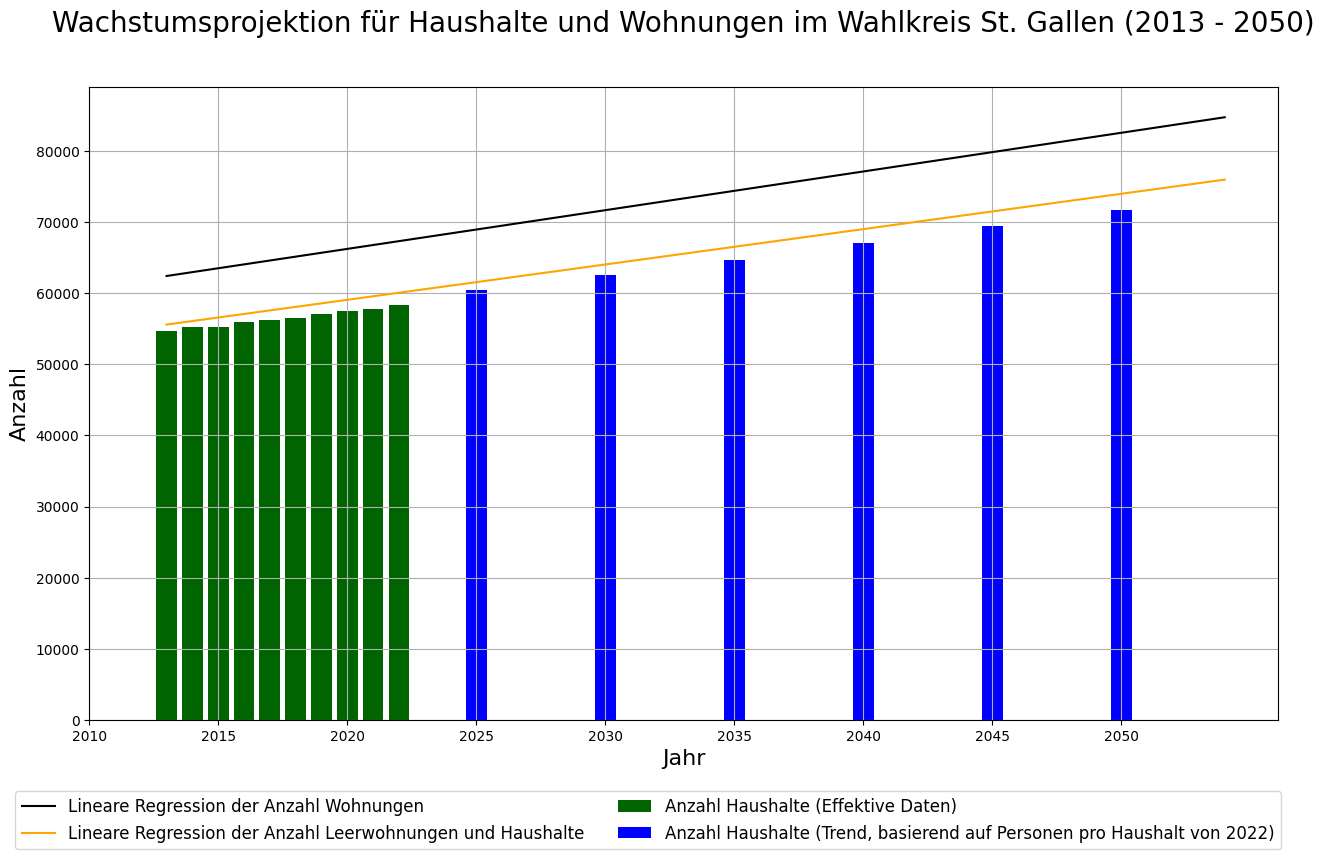 Wachstumsprojektion für Haushalte und Wohnungen im Wahlkreis St. Gallen (2013 - 2050)
80000
70000
60000
50000
40000
30000
20000
10000
0
Anzahl
2010 2015 2020 2025 2030 2035 2040 2045 2050
Jahr
Lineare Regression der Anzahl Wohnungen
Lineare Regression der Anzahl Leerwohnungen und Haushalte
Anzahl Haushalte (Effektive Daten)
Anzahl Haushalte (Trend, basierend auf Personen pro Haushalt von 2022)